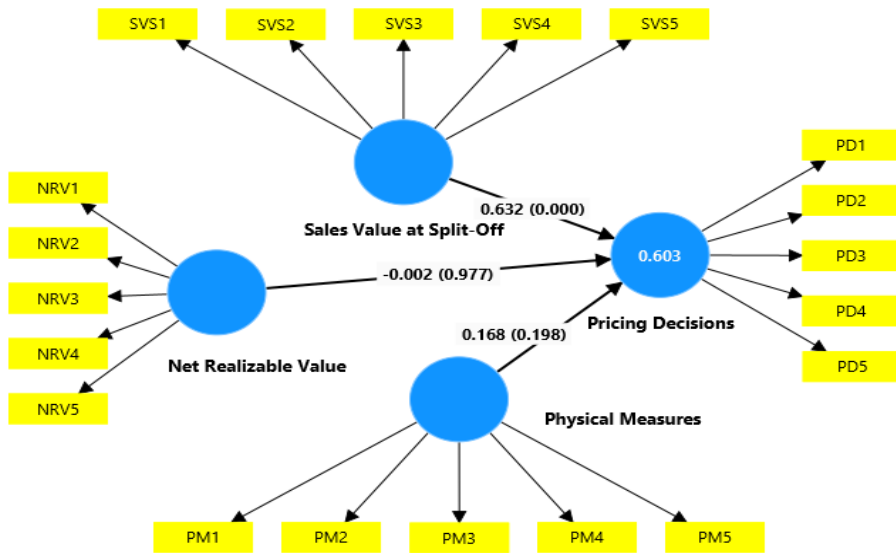 SVS1
SVS2
SVS3
SVS4
SVS5
PD1
PD2
PD3
PD4
PD5
NRV1
NRV2
NRV3
NRV4
NRV5
Sales Value at Split-Off
0.632 (0.000)
0.603
-0.002 (0.977)
Pricing Decisions
0.168 (0.198)
Net Realizable Value
Physical Measures
PM1
PM2
PM3
PM4
PM5